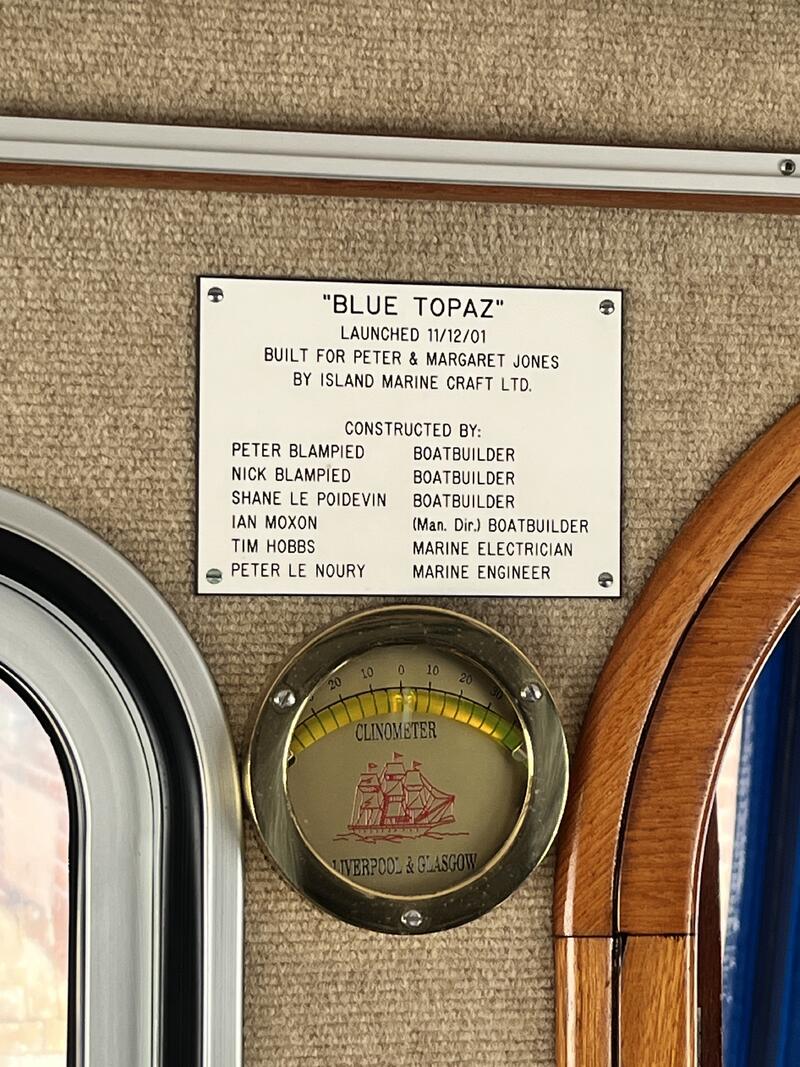 "BLUE TOPAZ"
LAUNCHED 11/12/01
BUILT FOR PETER & MARGARET JONES
BY ISLAND MARINE CRAFT LTD.
CONSTRUCTED BY:
PETER BLAMPIED BOATBUILDER
NICK BLAMPIED BOATBUILDER
SHANE LE POIDEVIN BOATBUILDER
IAN MOXON (Man. Dir.) BOATBUILDER
TIM HOBBS MARINE ELECTRICIAN
PETER LE NOURY MARINE ENGINEER
20 10 0 10 20 30
CLINOMETER
LIVERPOOL & GLASGOW